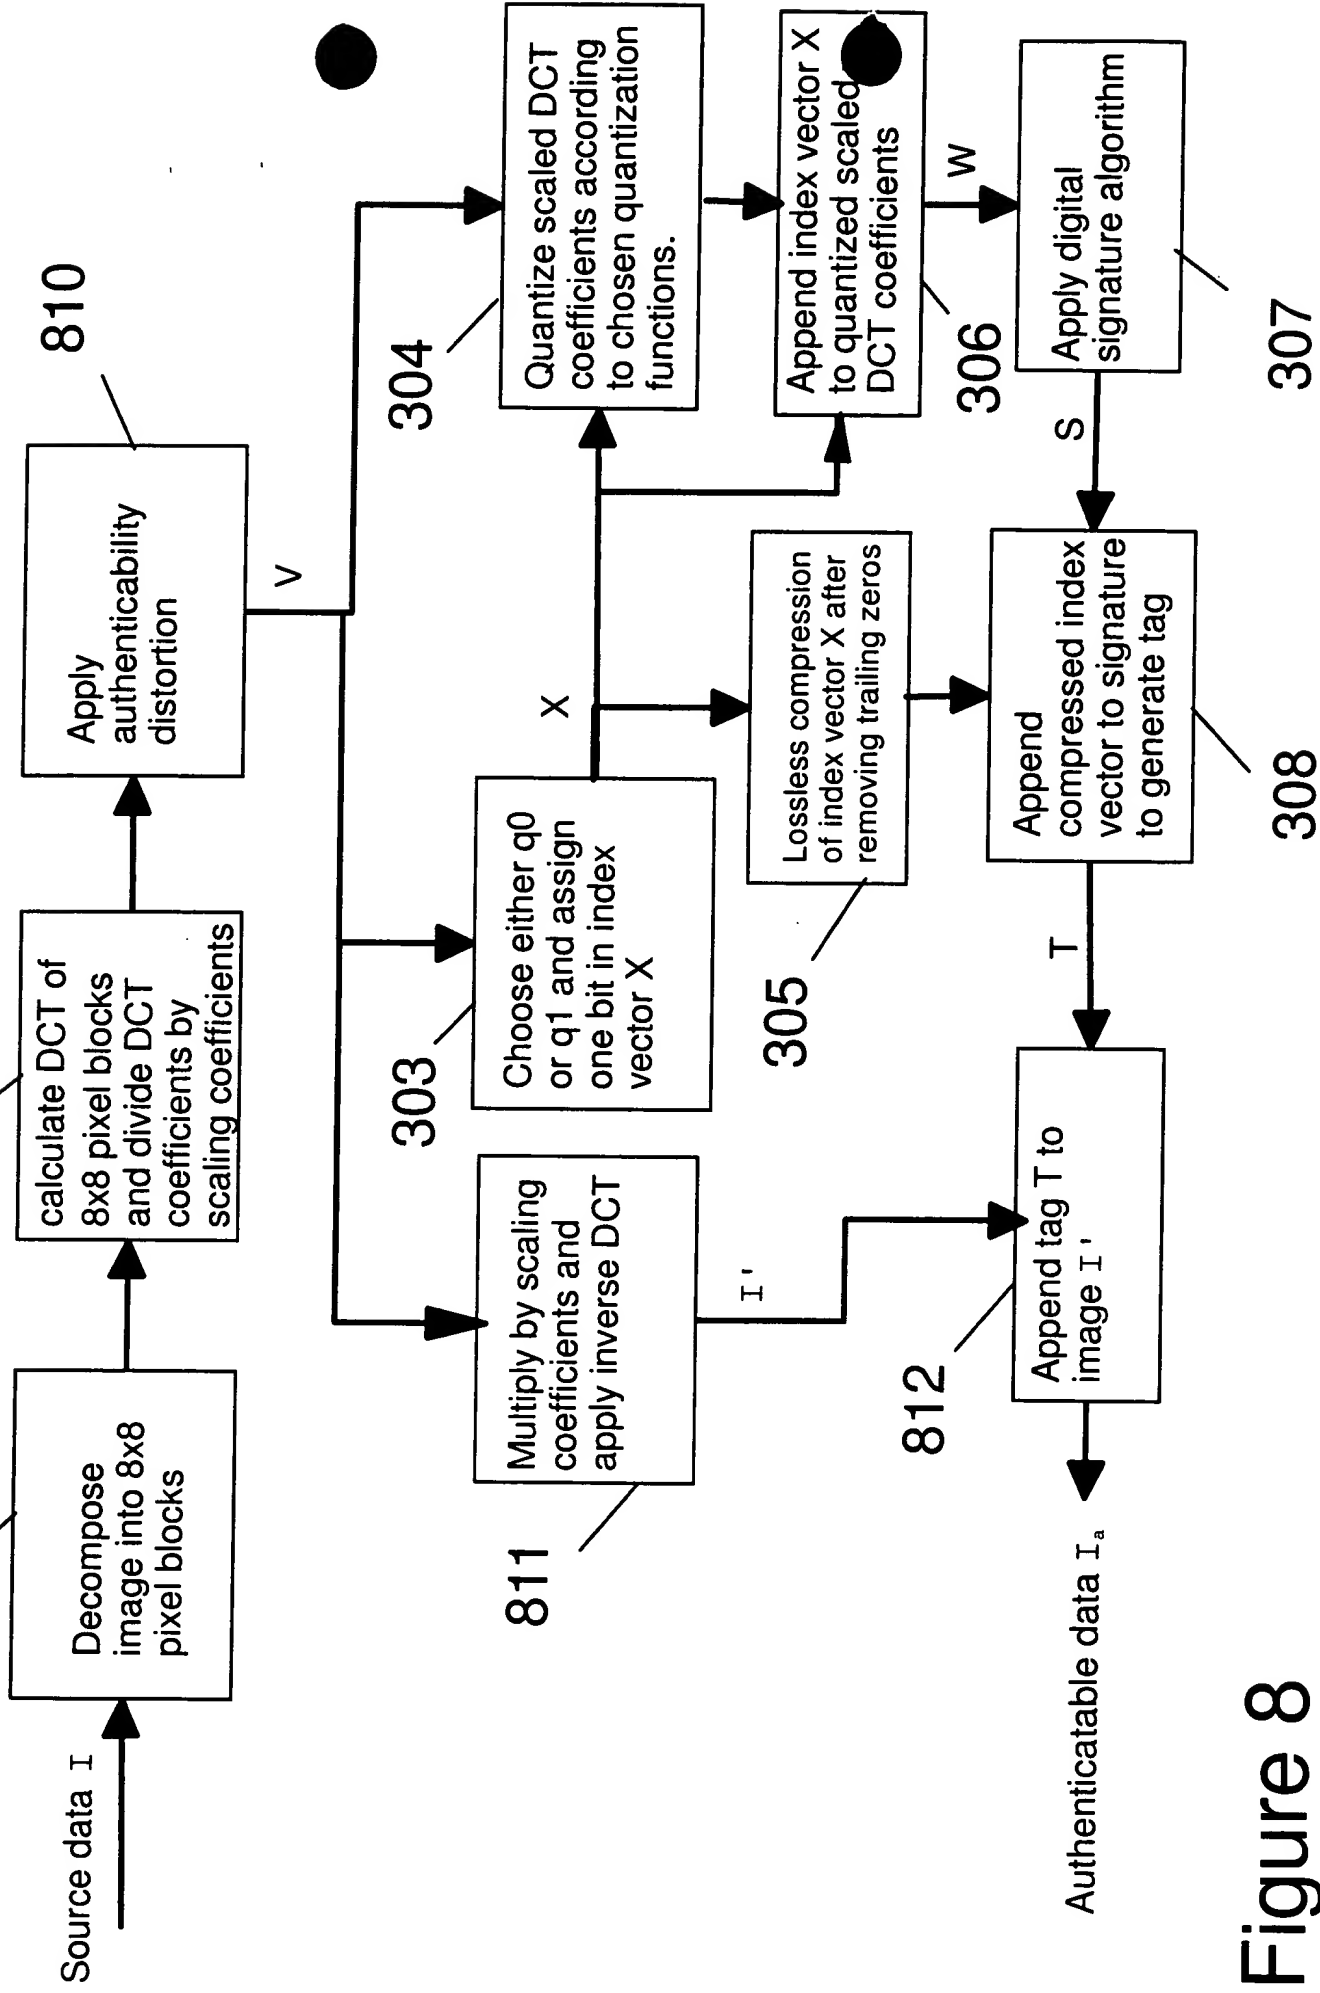 Source data I
Decompose
image into 8x8
pixel blocks
calculate DCT of
8x8 pixel blocks
and divide DCT
coefficients by
scaling coefficients
Apply
authenticability
distortion
810
V
811
Multiply by scaling
coefficients and
apply inverse DCT
I'
303
Choose either q0
or q1 and assign
one bit in index
vector X
X
304
Quantize scaled DCT
coefficients according
to chosen quantization
functions.
305
Lossless compression
of index vector X after
removing trailing zeros
Append index vector X
to quantized scaled
DCT coefficients
306
W
Apply digital
signature algorithm
307
S
Append
compressed index
vector to signature
to generate tag
308
T
812
Append tag T to
image I'
Authenticatable data Ia
Figure 8